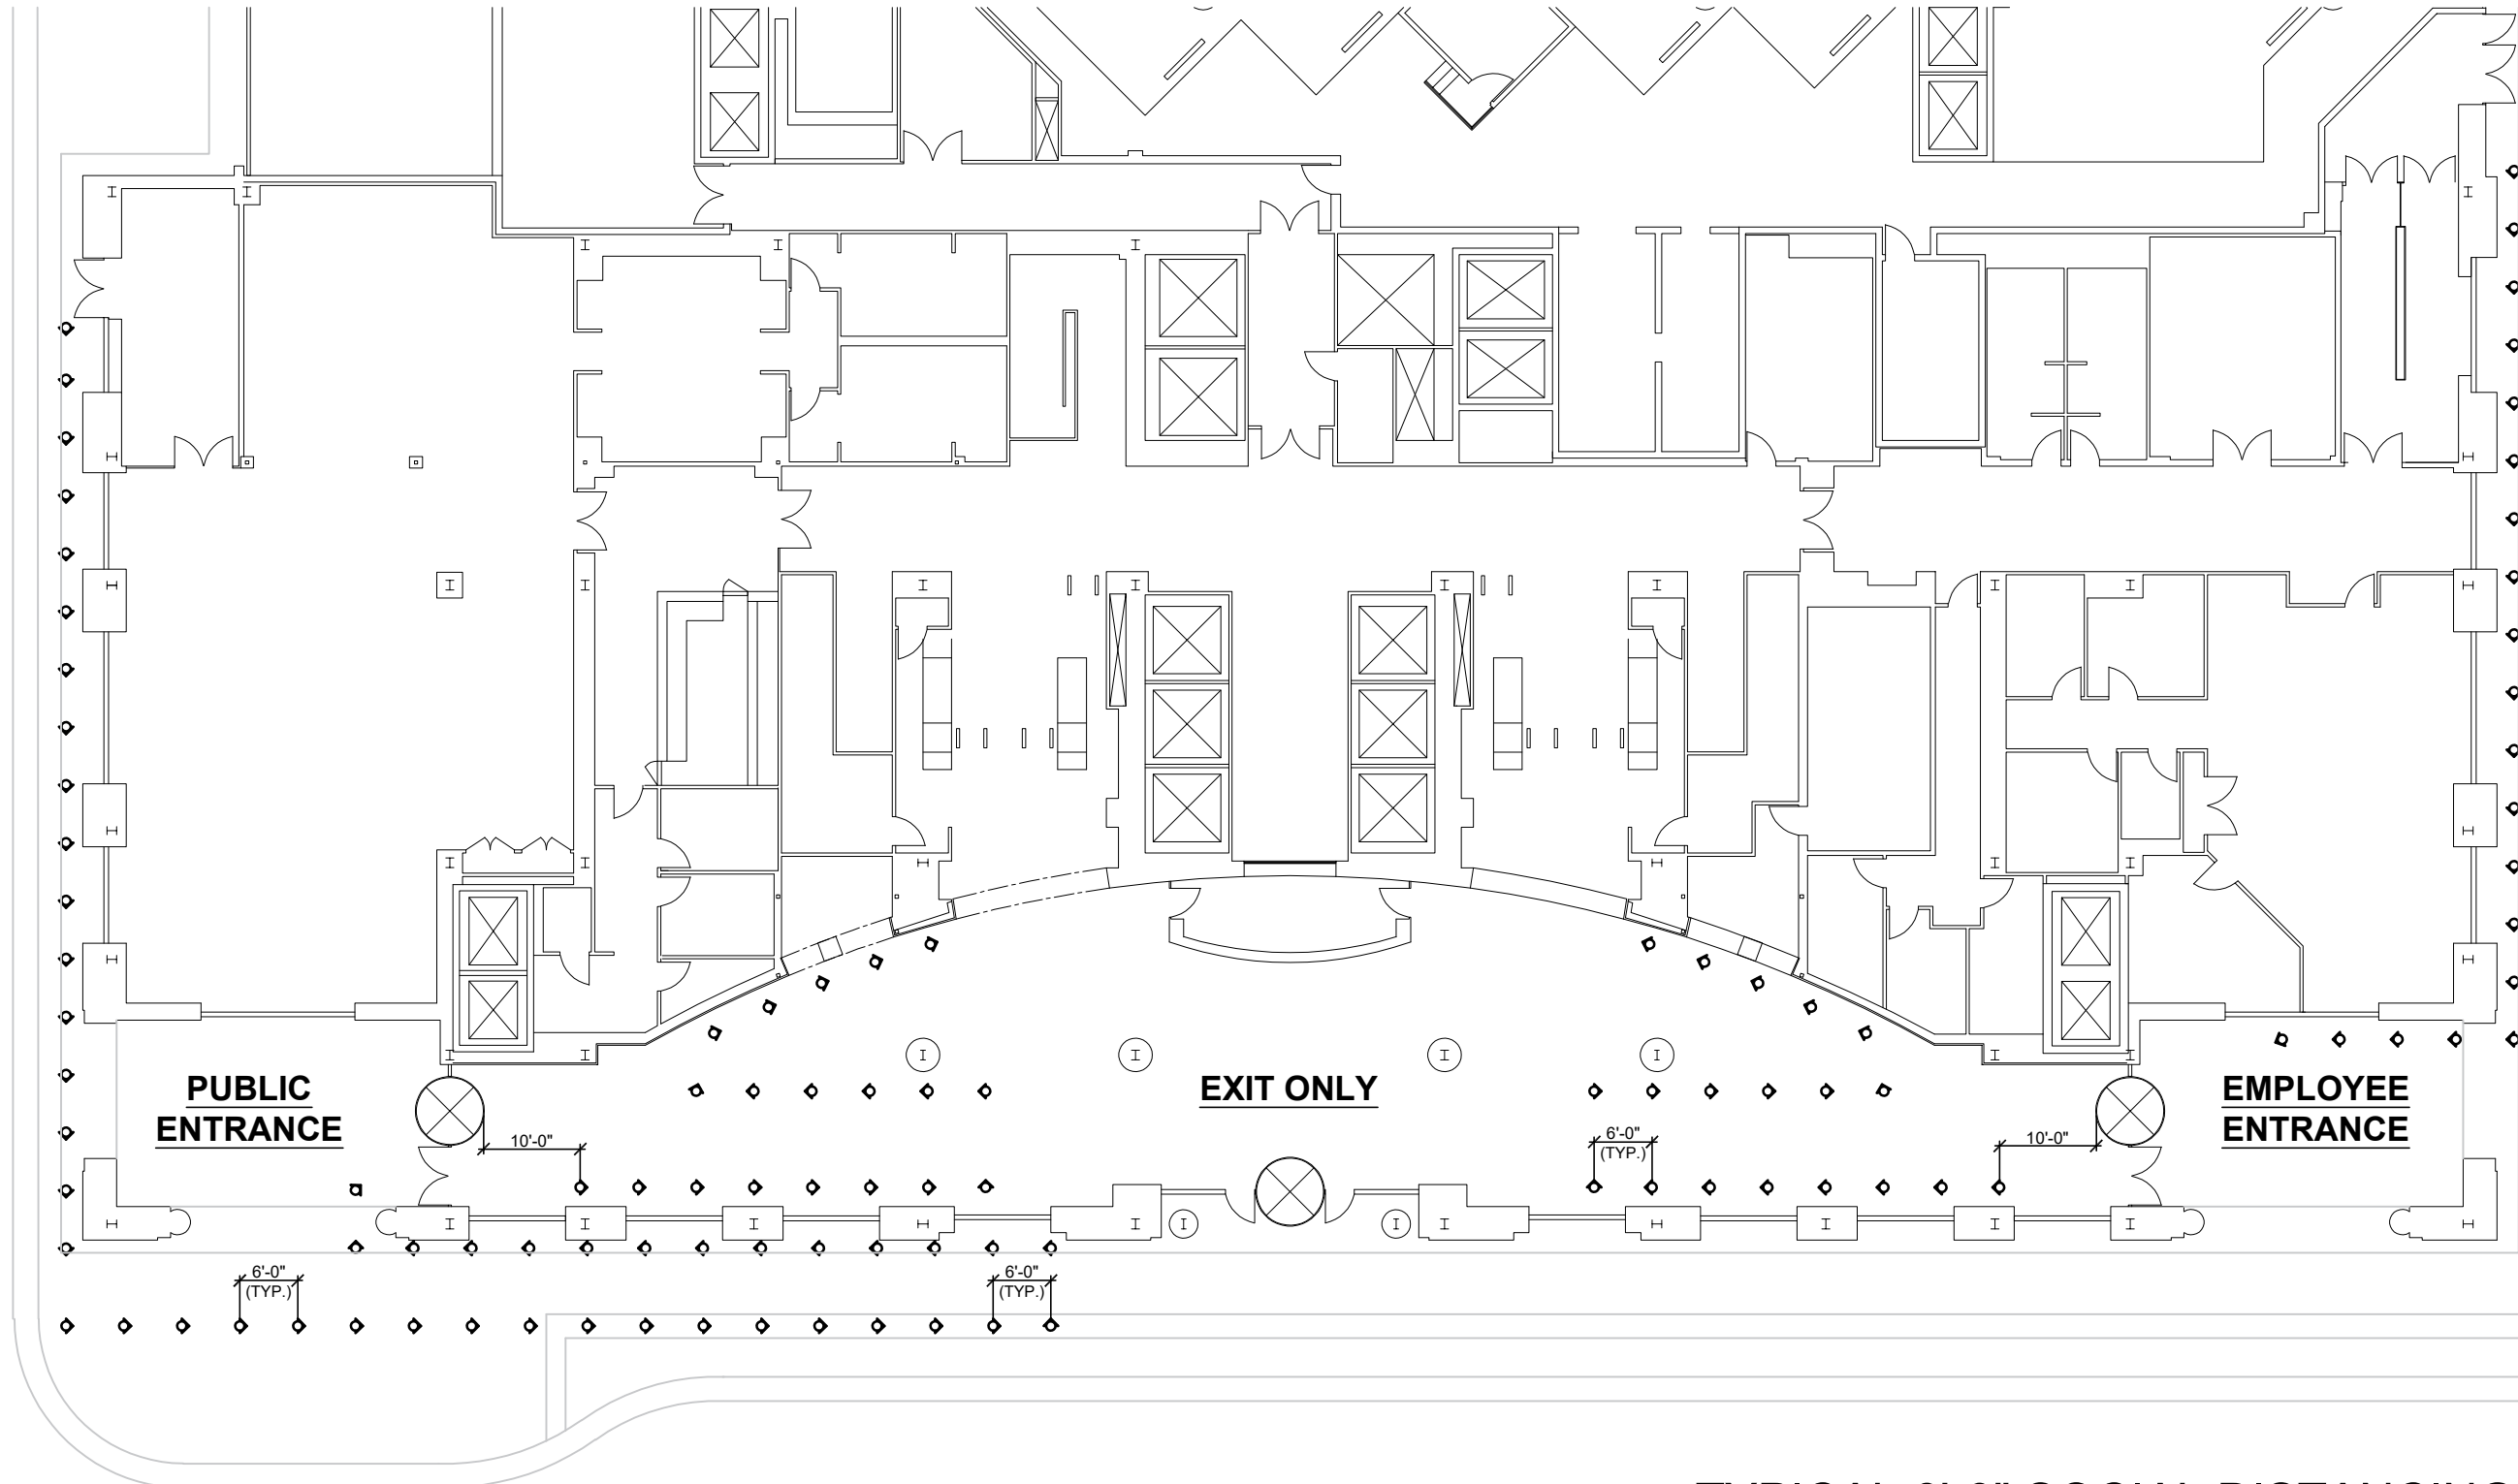 PUBLIC
ENTRANCE
EXIT ONLY
EMPLOYEE
ENTRANCE
10'-0"
6'-0"
(TYP.)
10'-0"
6'-0"
(TYP.)
6'-0"
(TYP.)